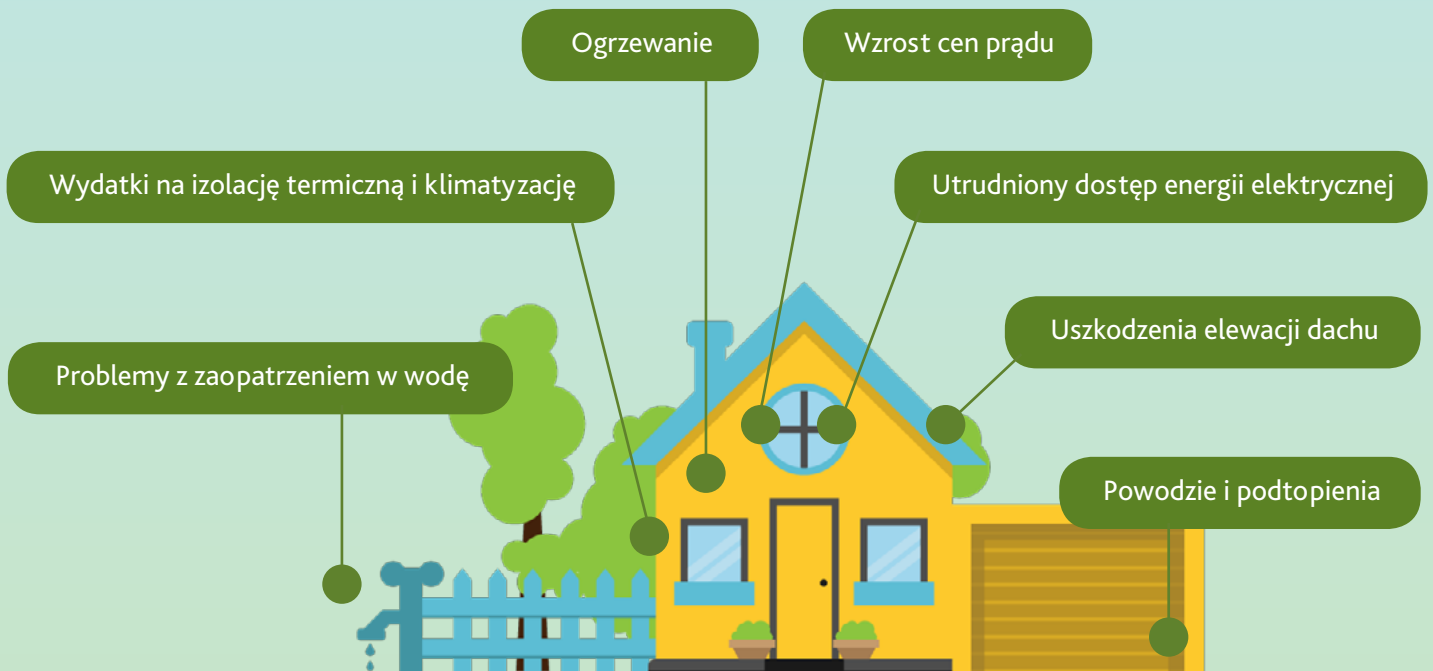 Ogrzewanie
Wzrost cen prądu
Wydatki na izolację termiczną i klimatyzację
Utrudniony dostęp energii elektrycznej
Uszkodzenia elewacji dachu
Problemy z zaopatrzeniem w wodę
Powodzie i podtopienia